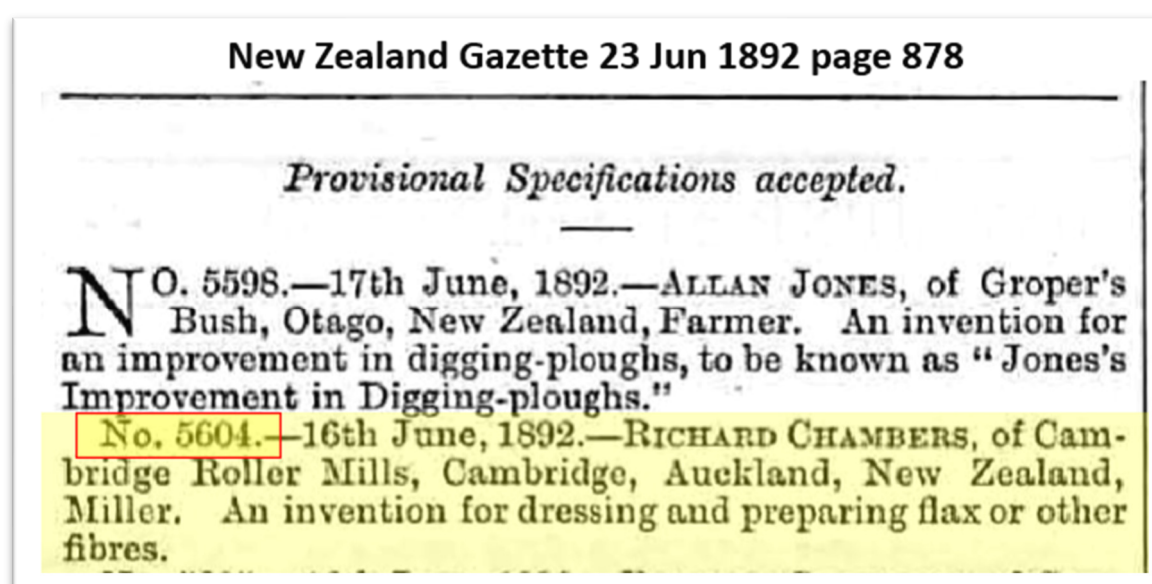 New Zealand Gazette 23 Jun 1892 page 878
Provisional Specifications accepted.
NO. 5598.—17th June, 1892.—ALLAN JONES, of Groper's
Bush, Otago, New Zealand, Farmer. An invention for
an improvement in digging-ploughs, to be known as "Jones's
Improvement in Digging-ploughs."
No. 5604.—16th June, 1892.—RICHARD CHAMBERS, of Cam-
bridge Roller Mills, Cambridge, Auckland, New Zealand,
Miller. An invention for dressing and preparing flax or other
fibres.